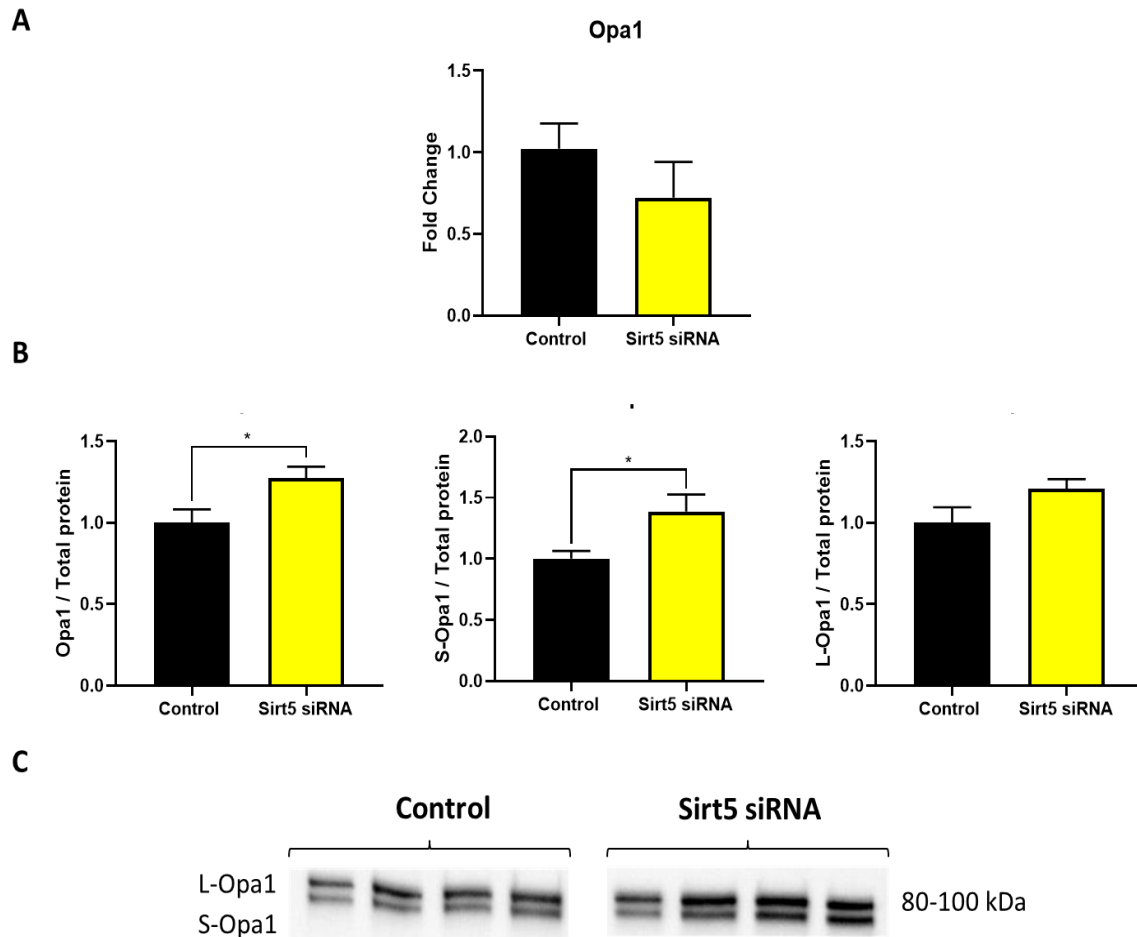 A
Opa1
1.5
1.0
0.5
0.0
Fold Change
Control
Sirt5 siRNA
B
1.5
1.0
0.5
0.0
Opa1 / Total protein
*
Control
Sirt5 siRNA
2.0
1.5
1.0
0.5
0.0
S-Opa1 / Total protein
*
Control
Sirt5 siRNA
1.5
1.0
0.5
0.0
L-Opa1 / Total protein
Control
Sirt5 siRNA
C
Control
Sirt5 siRNA
L-Opa1
S-Opa1
80-100 kDa